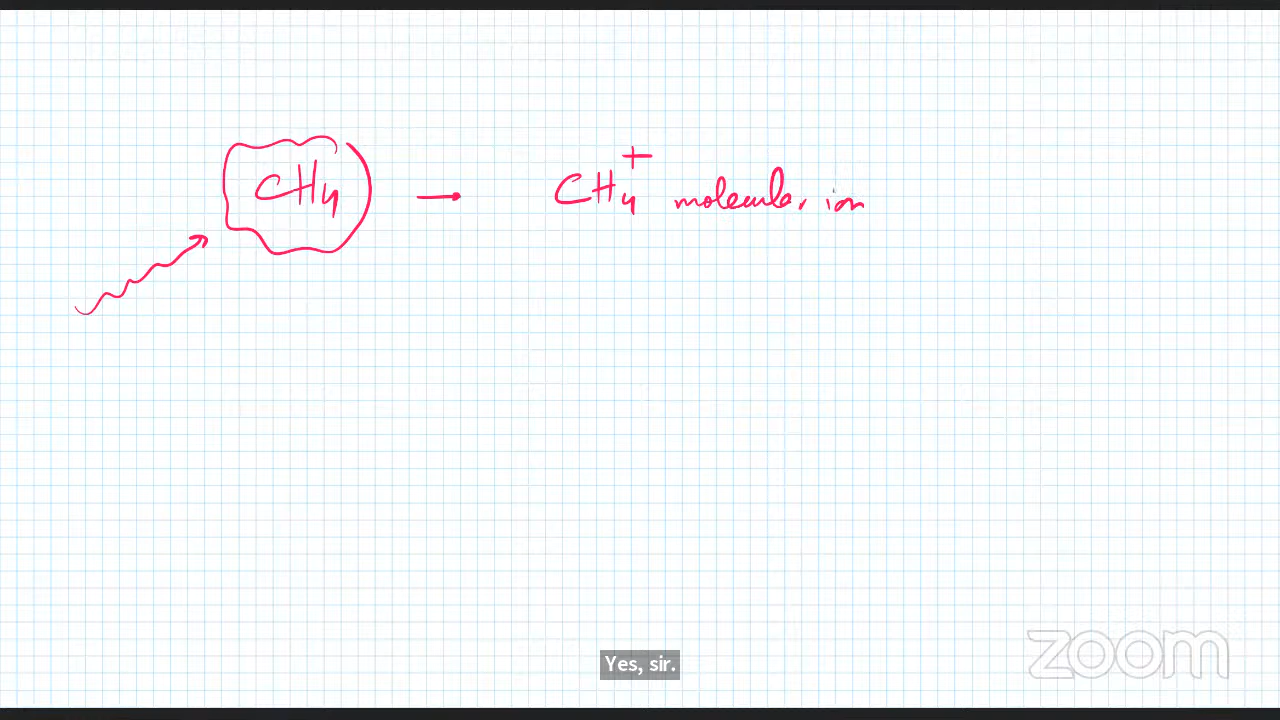 CH4 → CH4+ molecular ion
Yes, sir.
zoom